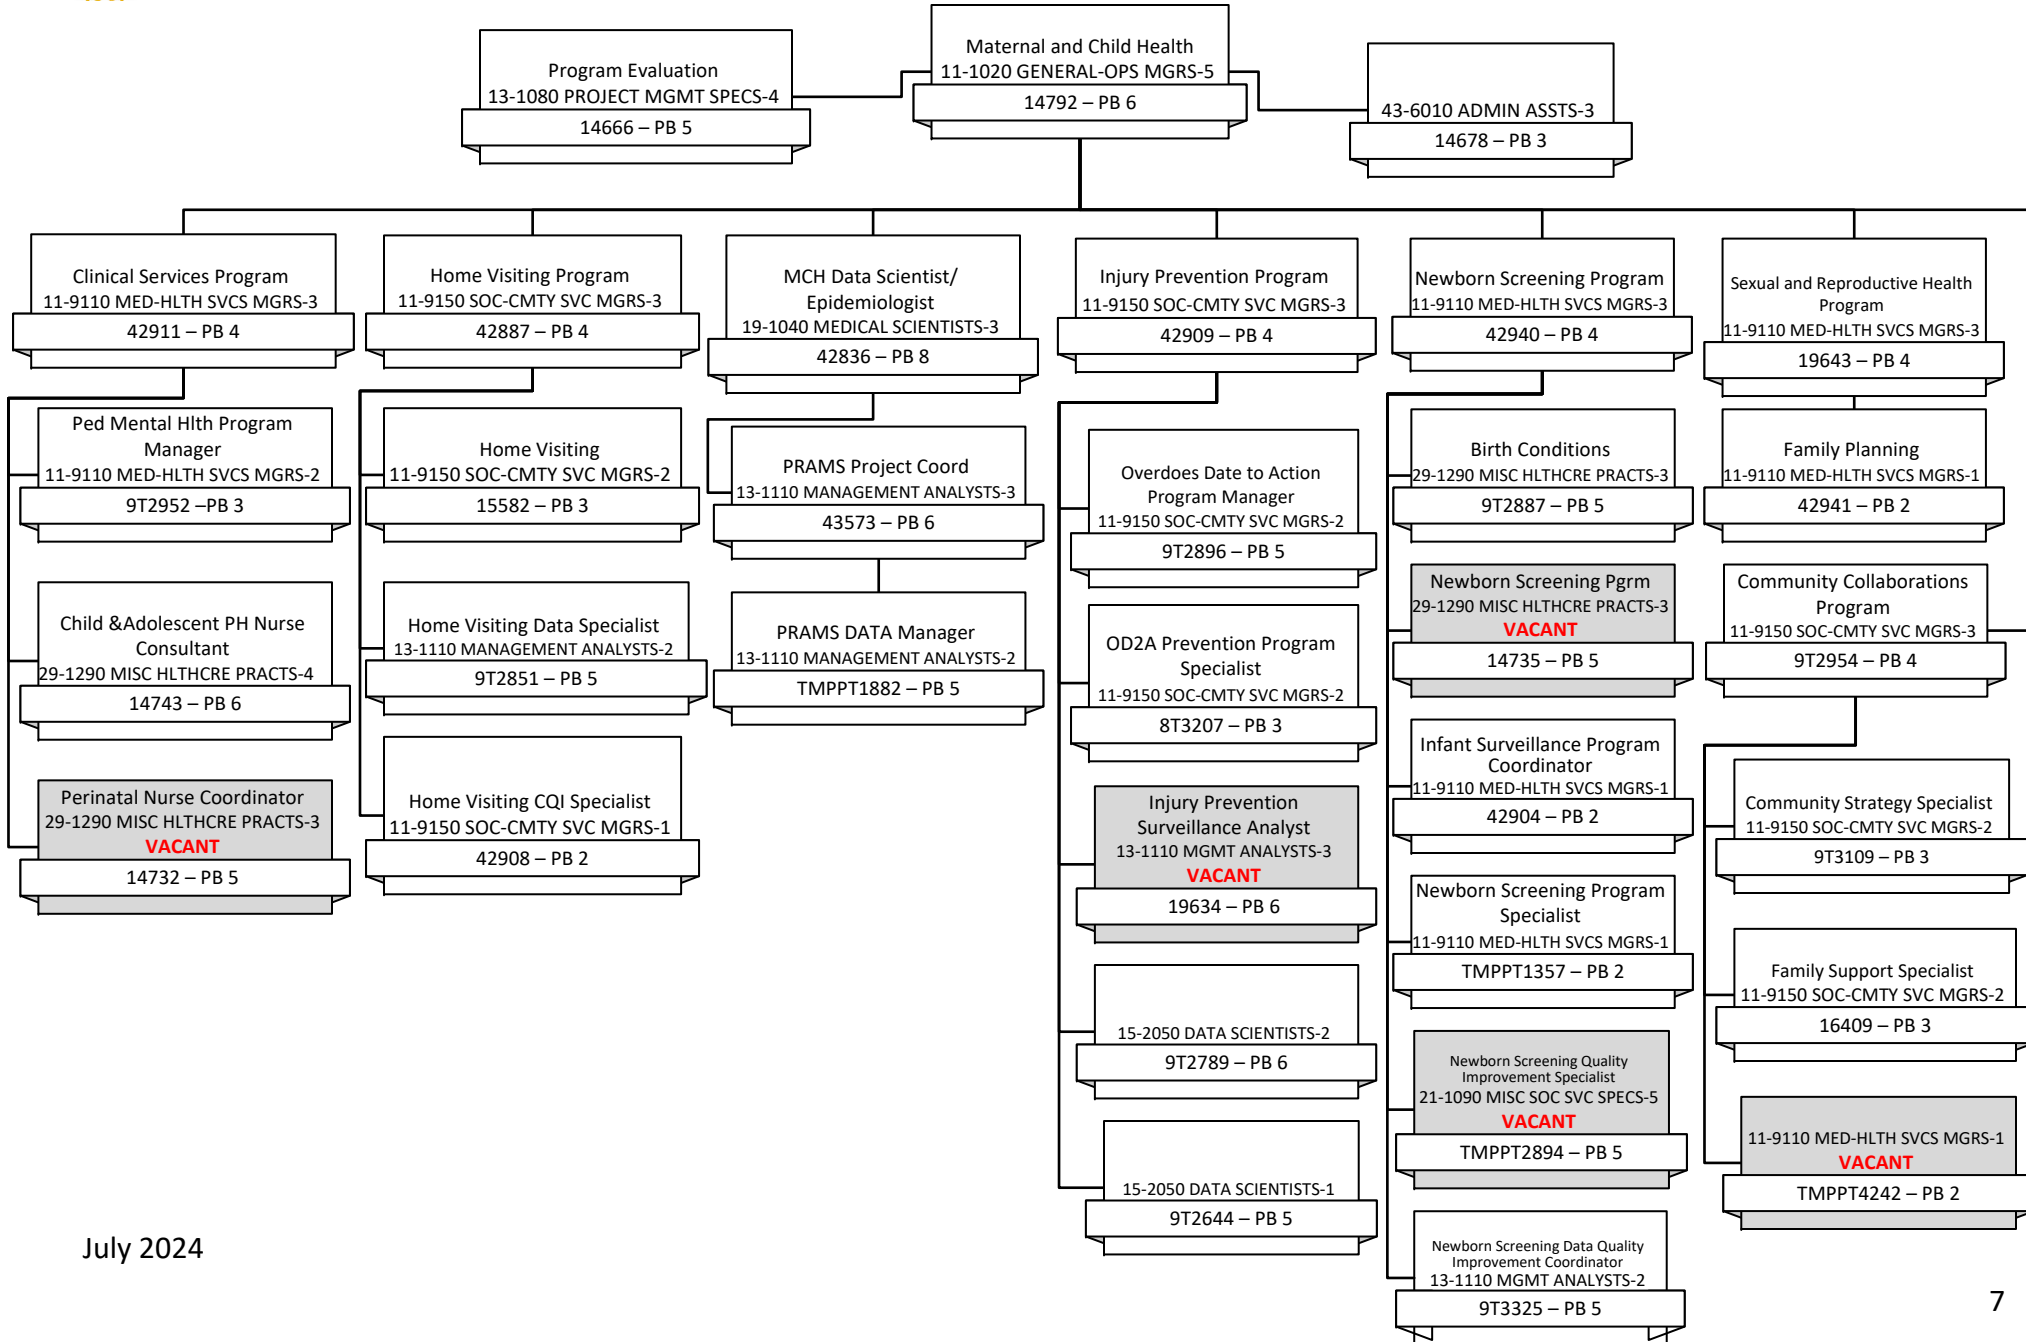 Maternal and Child Health
11-1020 GENERAL-OPS MGRS-5
14792 – PB 6
Program Evaluation
13-1080 PROJECT MGMT SPECS-4
14666 – PB 5
43-6010 ADMIN ASSTS-3
14678 – PB 3
Clinical Services Program
11-9110 MED-HLTH SVCS MGRS-3
42911 – PB 4
Ped Mental Hlth Program
Manager
11-9110 MED-HLTH SVCS MGRS-2
9T2952 –PB 3
Child &Adolescent PH Nurse
Consultant
29-1290 MISC HLTHCRE PRACTS-4
14743 – PB 6
Perinatal Nurse Coordinator
29-1290 MISC HLTHCRE PRACTS-3
VACANT
14732 – PB 5
Home Visiting Program
11-9150 SOC-CMTY SVC MGRS-3
42887 – PB 4
Home Visiting
11-9150 SOC-CMTY SVC MGRS-2
15582 – PB 3
Home Visiting Data Specialist
13-1110 MANAGEMENT ANALYSTS-2
9T2851 – PB 5
Home Visiting CQI Specialist
11-9150 SOC-CMTY SVC MGRS-1
42908 – PB 2
MCH Data Scientist/
Epidemiologist
19-1040 MEDICAL SCIENTISTS-3
42836 – PB 8
PRAMS Project Coord
13-1110 MANAGEMENT ANALYSTS-3
43573 – PB 6
PRAMS DATA Manager
13-1110 MANAGEMENT ANALYSTS-2
TMPPT1882 – PB 5
Injury Prevention Program
11-9150 SOC-CMTY SVC MGRS-3
42909 – PB 4
Overdoes Date to Action
Program Manager
11-9150 SOC-CMTY SVC MGRS-2
9T2896 – PB 5
OD2A Prevention Program
Specialist
11-9150 SOC-CMTY SVC MGRS-2
8T3207 – PB 3
Injury Prevention
Surveillance Analyst
13-1110 MGMT ANALYSTS-3
VACANT
19634 – PB 6
15-2050 DATA SCIENTISTS-2
9T2789 – PB 6
15-2050 DATA SCIENTISTS-1
9T2644 – PB 5
Newborn Screening Program
11-9110 MED-HLTH SVCS MGRS-3
42940 – PB 4
Birth Conditions
29-1290 MISC HLTHCRE PRACTS-3
9T2887 – PB 5
Newborn Screening Pgrm
29-1290 MISC HLTHCRE PRACTS-3
VACANT
14735 – PB 5
Infant Surveillance Program
Coordinator
11-9110 MED-HLTH SVCS MGRS-1
42904 – PB 2
Newborn Screening Program
Specialist
11-9110 MED-HLTH SVCS MGRS-1
TMPPT1357 – PB 2
Newborn Screening Quality
Improvement Specialist
21-1090 MISC SOC SVC SPECS-5
VACANT
TMPPT2894 – PB 5
Newborn Screening Data Quality
Improvement Coordinator
13-1110 MGMT ANALYSTS-2
9T3325 – PB 5
Sexual and Reproductive Health
Program
11-9110 MED-HLTH SVCS MGRS-3
19643 – PB 4
Family Planning
11-9110 MED-HLTH SVCS MGRS-1
42941 – PB 2
Community Collaborations
Program
11-9150 SOC-CMTY SVC MGRS-3
9T2954 – PB 4
Community Strategy Specialist
11-9150 SOC-CMTY SVC MGRS-2
9T3109 – PB 3
Family Support Specialist
11-9150 SOC-CMTY SVC MGRS-2
16409 – PB 3
11-9110 MED-HLTH SVCS MGRS-1
VACANT
TMPPT4242 – PB 2
July 2024
7